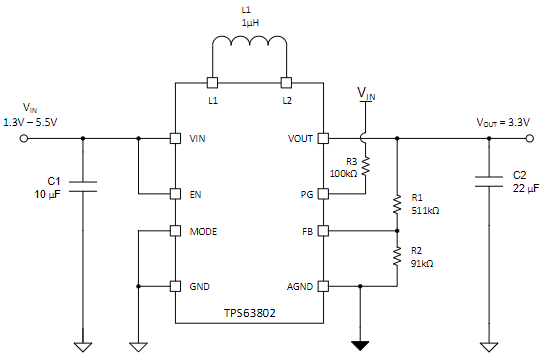 L1
1µH
L1
L2
V_IN
1.3V – 5.5V
V_IN
V_OUT = 3.3V
VIN
VOUT
R3
100kΩ
C1
10 µF
C2
22 µF
EN
PG
R1
511kΩ
MODE
FB
R2
91kΩ
GND
AGND
TPS63802